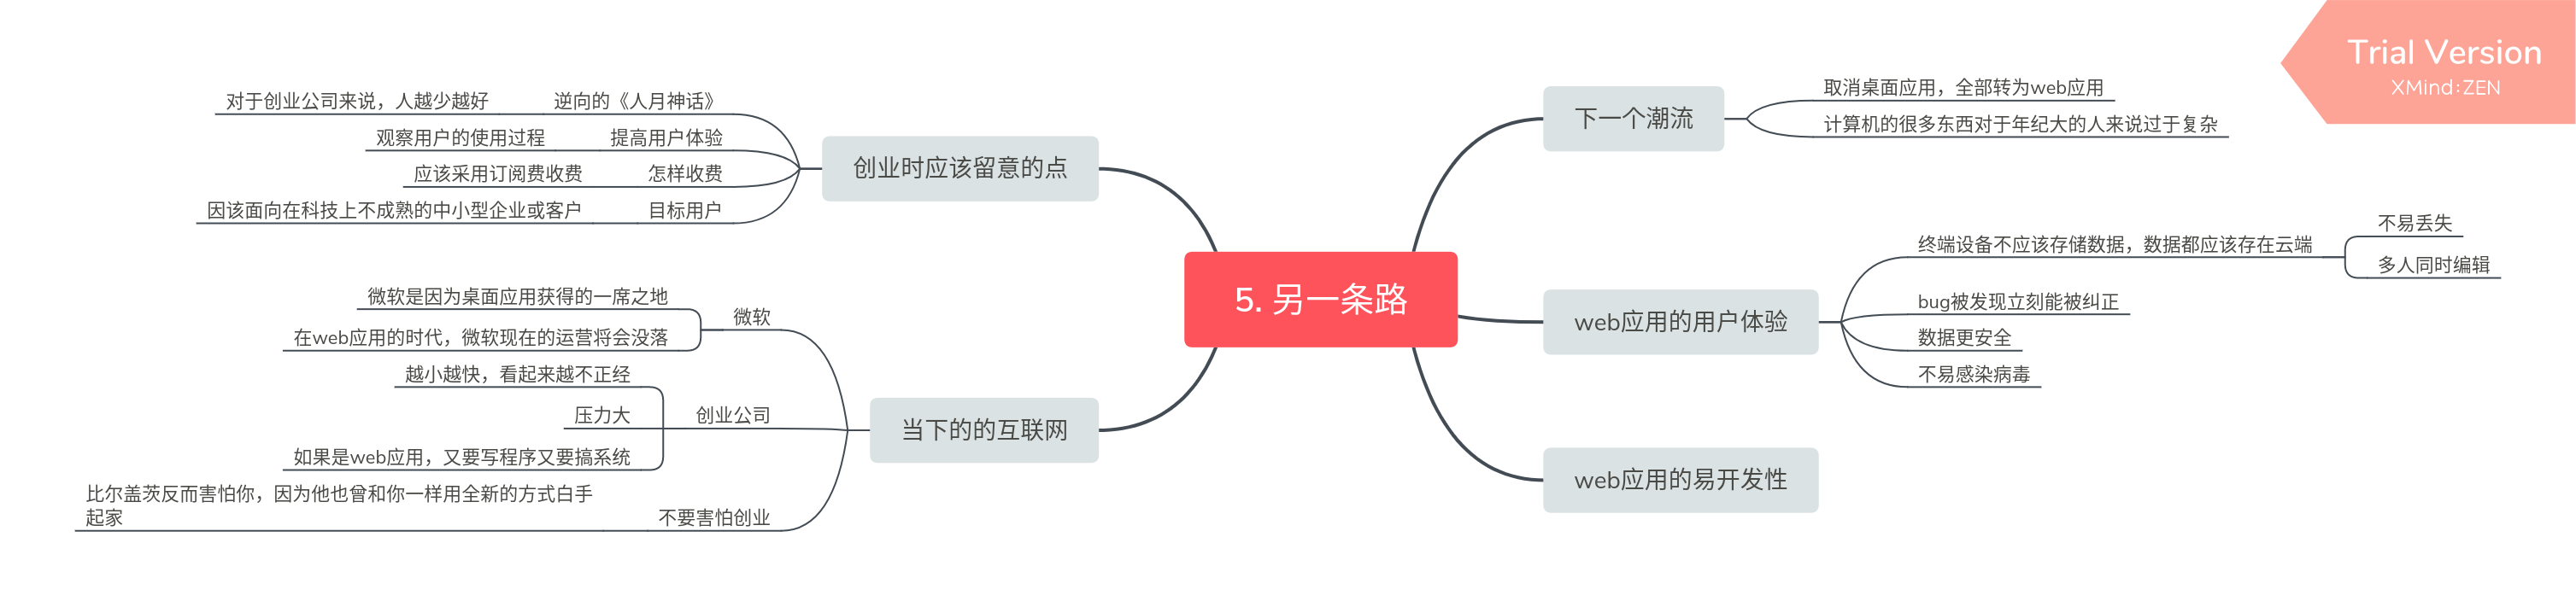 Trial Version
XMind:ZEN
5. 另一条路
下一个潮流
取消桌面应用，全部转为web应用
计算机的很多东西对于年纪大的人来说过于复杂
web应用的用户体验
终端设备不应该存储数据，数据都应该存在云端
不易丢失
多人同时编辑
bug被发现立刻能被纠正
数据更安全
不易感染病毒
web应用的易开发性
创业时应该留意的点
逆向的《人月神话》
对于创业公司来说，人越少越好
提高用户体验
观察用户的使用过程
怎样收费
应该采用订阅费收费
目标用户
因该面向在科技上不成熟的中小型企业或客户
当下的的互联网
微软
微软是因为桌面应用获得的一席之地
在web应用的时代，微软现在的运营将会没落
创业公司
越小越快，看起来越不正经
压力大
如果是web应用，又要写程序又要搞系统
不要害怕创业
比尔盖茨反而害怕你，因为他也曾和你一样用全新的方式白手
起家